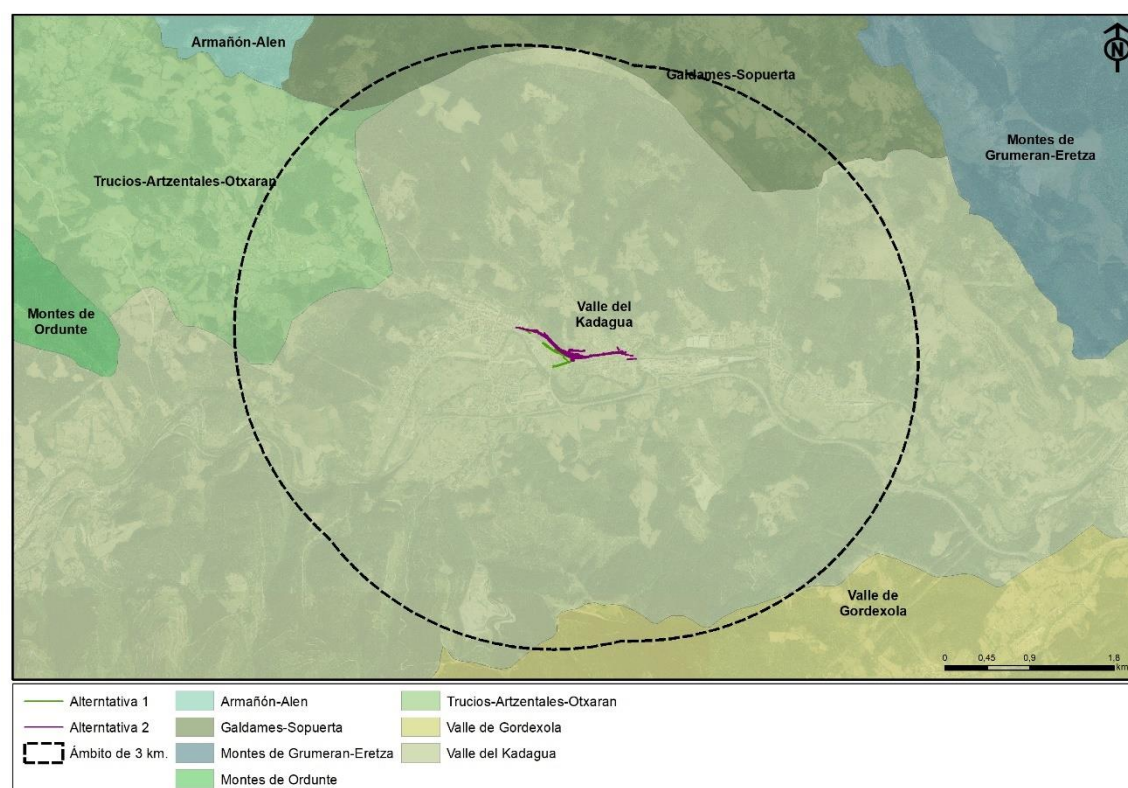 Armañón-Alen
N
Galdames-Sopuerta
Montes de
Grumeran-Eretza
Trucios-Artzentales-Otxaran
Montes de
Ordunte
Valle del
Kadagua
Valle de
Gordexola
0 0,45 0,9 1,8
km
Alterntativa 1
Alterntativa 2
Ámbito de 3 km.
Armañón-Alen
Galdames-Sopuerta
Montes de Grumeran-Eretza
Montes de Ordunte
Trucios-Artzentales-Otxaran
Valle de Gordexola
Valle del Kadagua